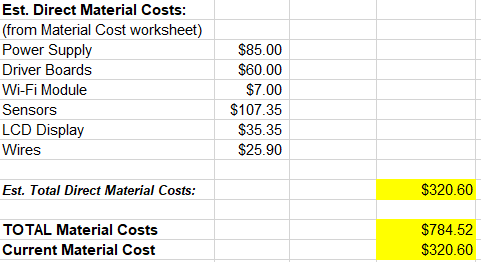 Est. Direct Material Costs:
(from Material Cost worksheet)
Power Supply $85.00
Driver Boards $60.00
Wi-Fi Module $7.00
Sensors $107.35
LCD Display $35.35
Wires $25.90
Est. Total Direct Material Costs: $320.60
TOTAL Material Costs $784.52
Current Material Cost $320.60